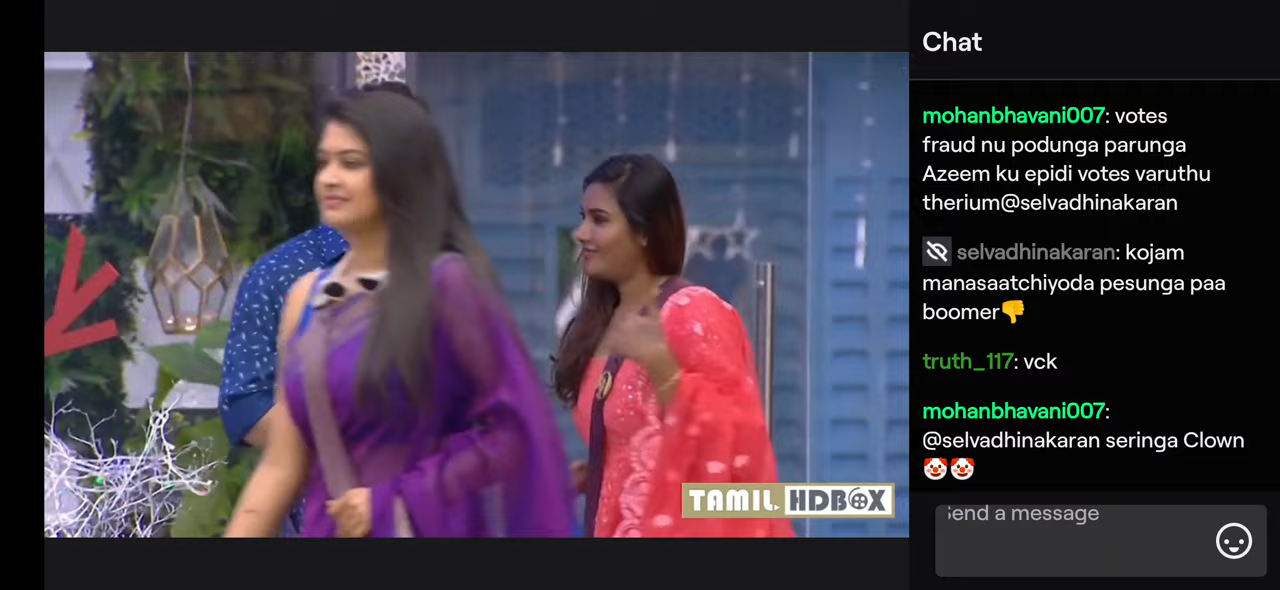 Chat
mohanbhavani007: votes
fraud nu podunga parunga
Azeem ku epidi votes varuthu
therium@selvadhinakaran
selvadhinakaran: kojam
manasaatchiyoda pesunga paa
boomer👎
truth_117: vck
mohanbhavani007:
@selvadhinakaran seringa Clown
🤡🤡
TAMIL HDBOX
Send a message